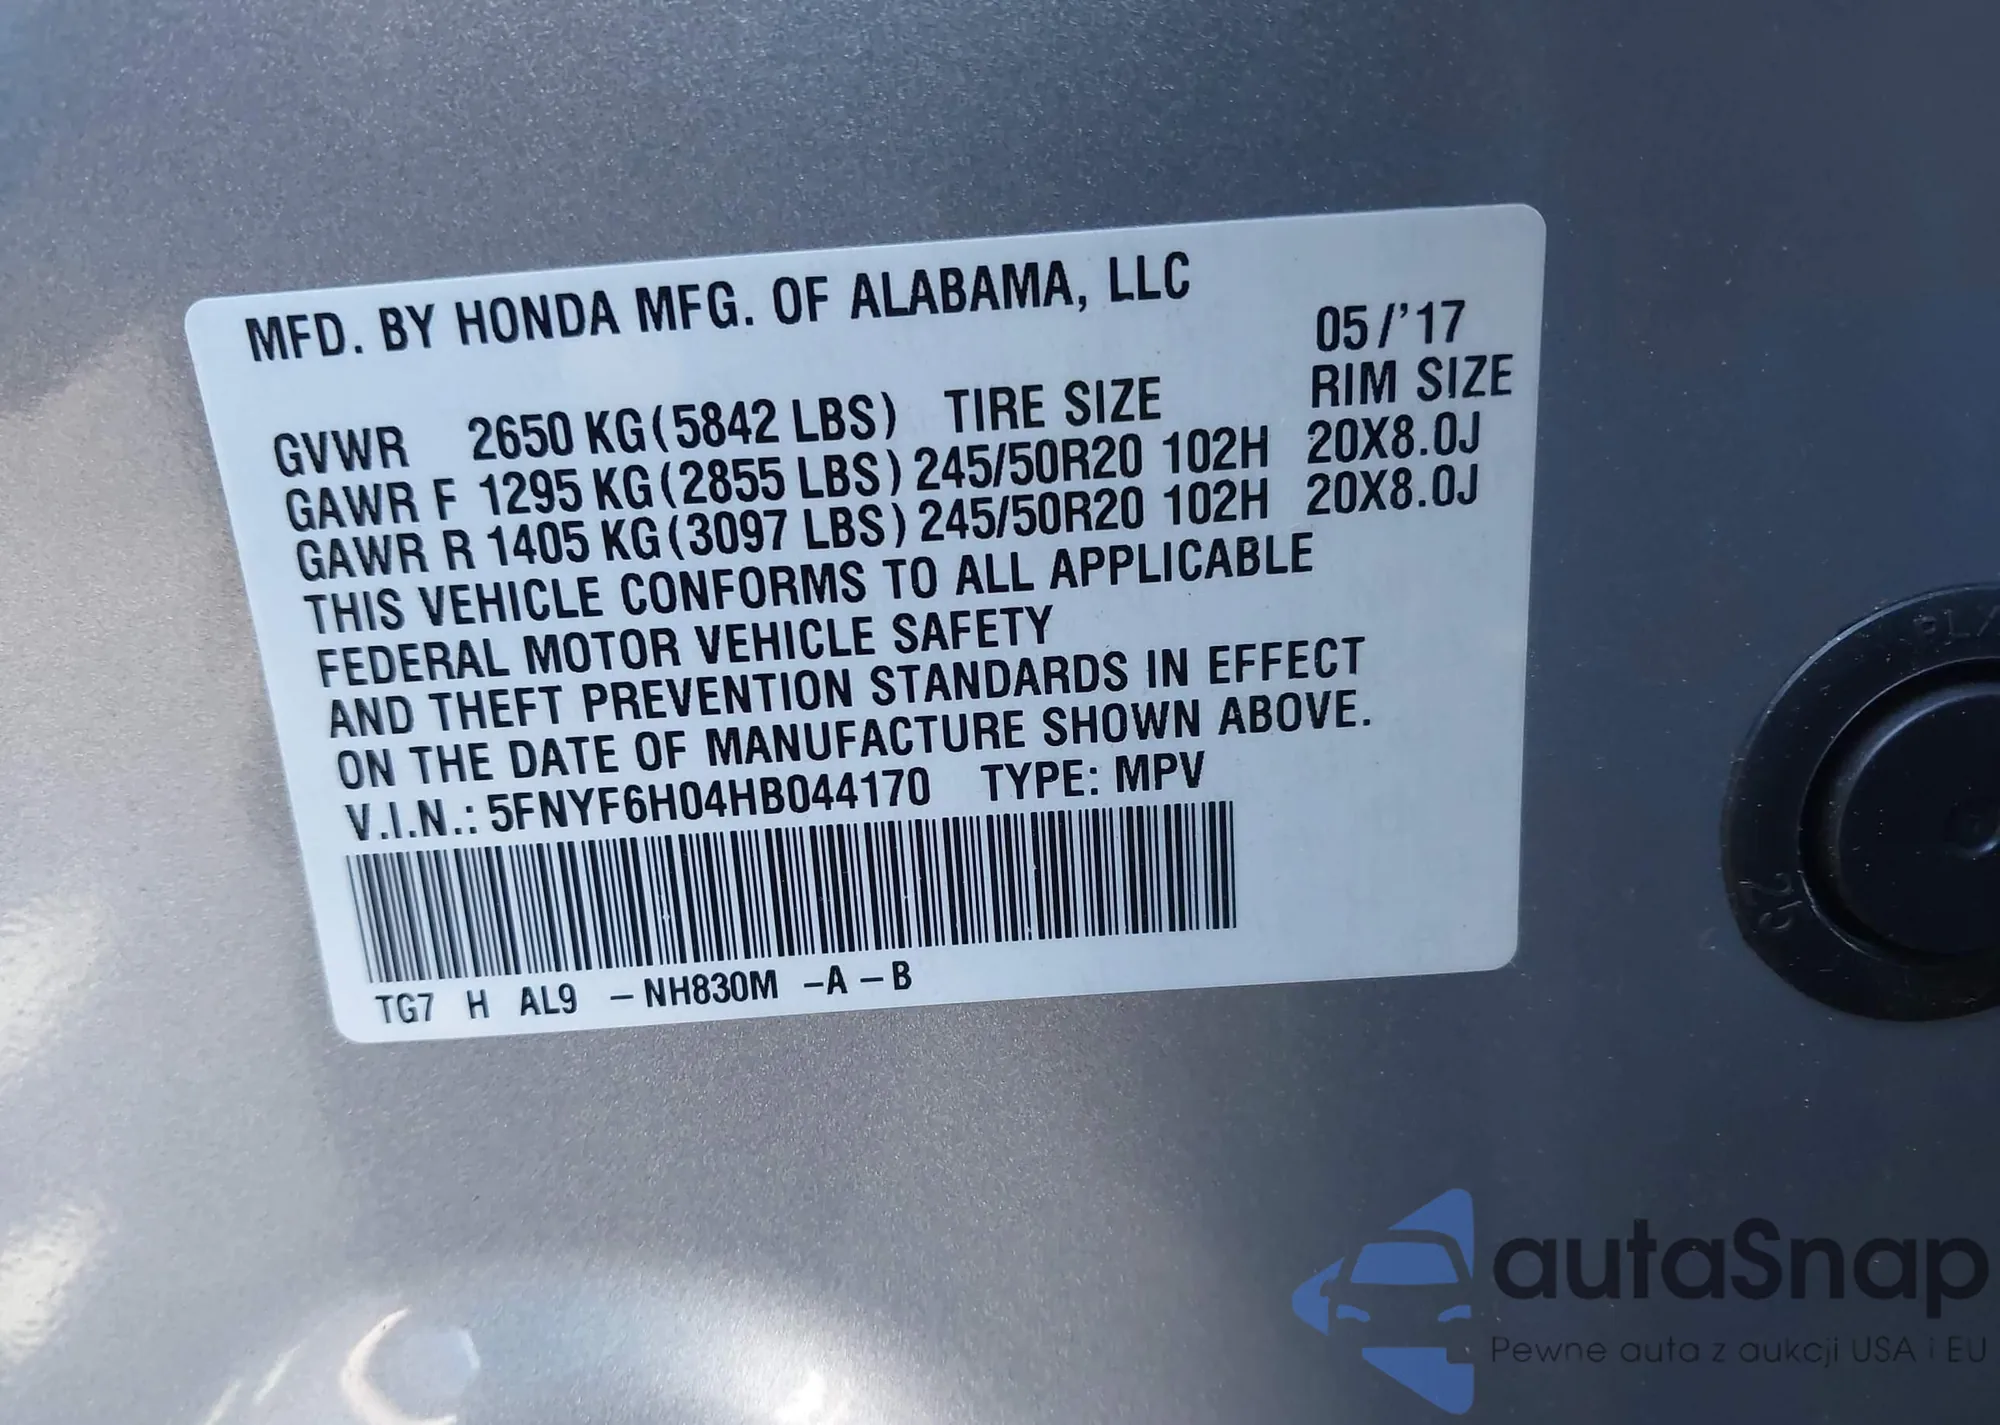 MFD. BY HONDA MFG. OF ALABAMA, LLC
05/'17
GVWR 2650 KG(5842 LBS) TIRE SIZE RIM SIZE
GAWR F 1295 KG(2855 LBS) 245/50R20 102H 20X8.0J
GAWR R 1405 KG(3097 LBS) 245/50R20 102H 20X8.0J
THIS VEHICLE CONFORMS TO ALL APPLICABLE
FEDERAL MOTOR VEHICLE SAFETY
AND THEFT PREVENTION STANDARDS IN EFFECT
ON THE DATE OF MANUFACTURE SHOWN ABOVE.
V.I.N.: 5FNYF6H04HB044170 TYPE: MPV
TG7 H AL9 -NH830M -A -B
autaSnap
Pewne auta z aukcji USA i EU